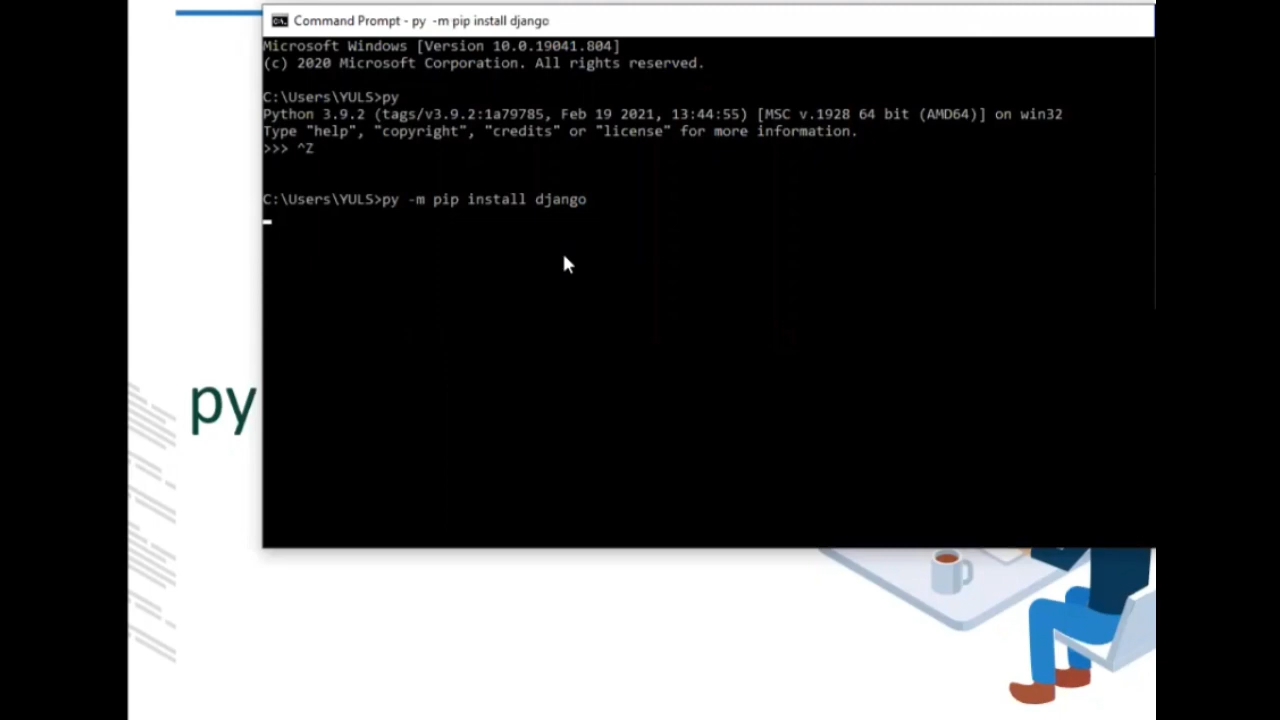 Command Prompt - py -m pip install django
Microsoft Windows [Version 10.0.19041.804]
(c) 2020 Microsoft Corporation. All rights reserved.
C:\Users\YUL5>py
Python 3.9.2 (tags/v3.9.2:1a79785, Feb 19 2021, 13:44:55) [MSC v.1928 64 bit (AMD64)] on win32
Type "help", "copyright", "credits" or "license" for more information.
>>> ^Z
C:\Users\YUL5>py -m pip install django
py